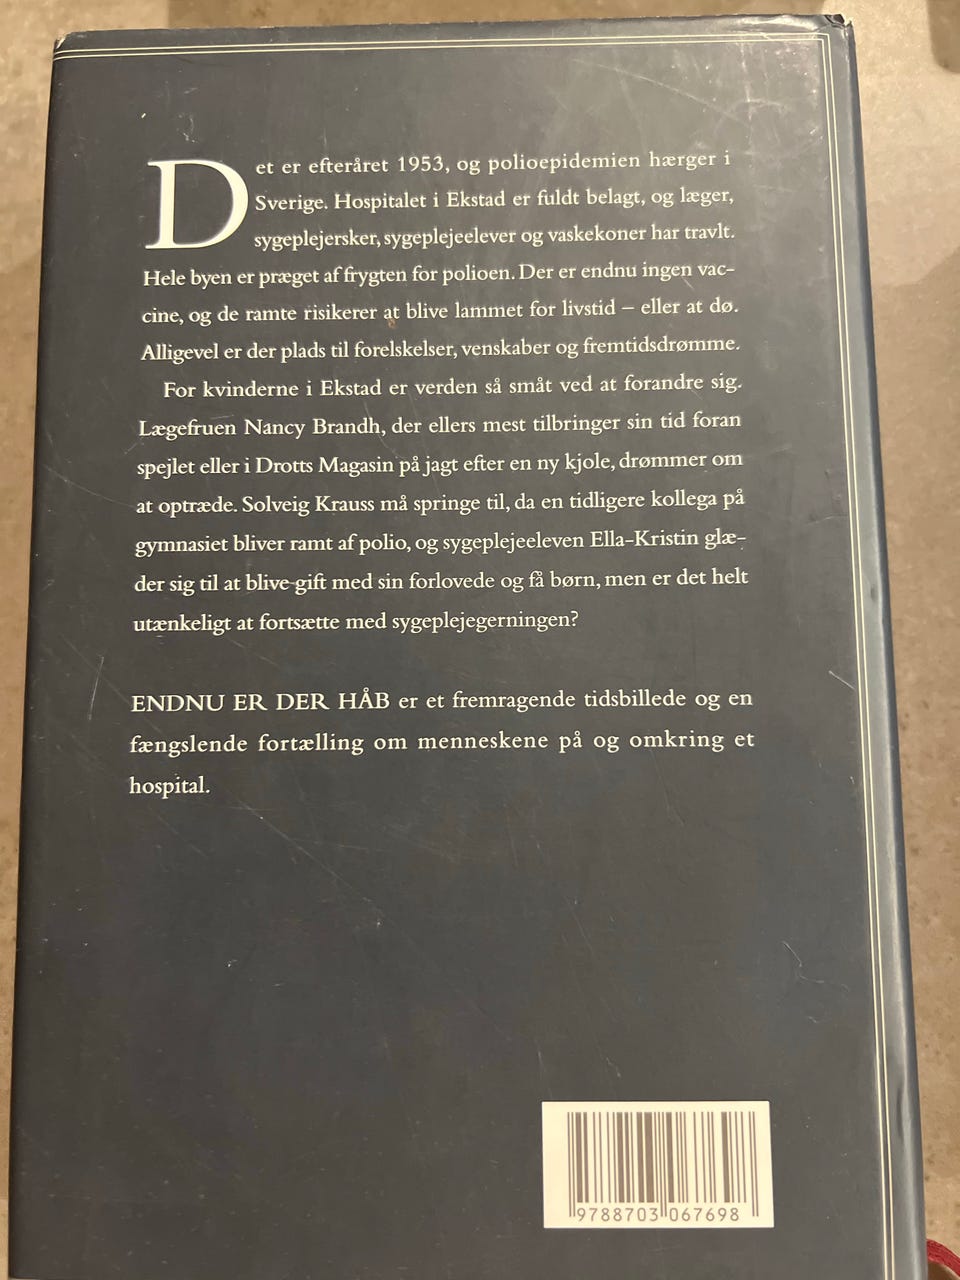 Det er efteråret 1953, og polioepidemien hærger i
Sverige. Hospitalet i Ekstad er fuldt belagt, og læger,
sygeplejersker, sygeplejeelever og vaskekoner har travlt.
Hele byen er præget af frygten for polioen. Der er endnu ingen vac-
cine, og de ramte risikerer at blive lammet for livstid – eller at dø.
Alligevel er der plads til forelskelser, venskaber og fremtidsdrømme.
For kvinderne i Ekstad er verden så småt ved at forandre sig.
Lægefruen Nancy Brandh, der ellers mest tilbringer sin tid foran
spejlet eller i Drotts Magasin på jagt efter en ny kjole, drømmer om
at optræde. Solveig Krauss må springe til, da en tidligere kollega på
gymnasiet bliver ramt af polio, og sygeplejeeleven Ella-Kristin glæ-
der sig til at blive gift med sin forlovede og få børn, men er det helt
utænkeligt at fortsætte med sygeplejegerningen?
ENDNU ER DER HÅB er et fremragende tidsbillede og en
fængslende fortælling om menneskene på og omkring et
hospital.
9788703067698